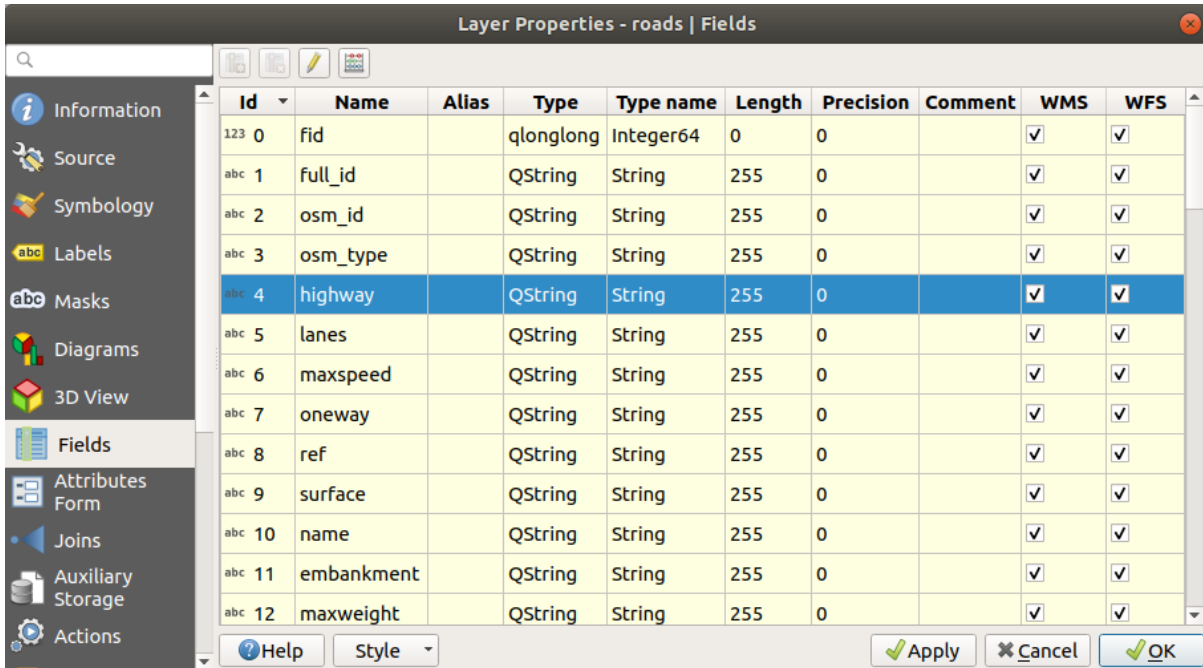 Layer Properties - roads | Fields
Information
Source
Symbology
abc Labels
abc Masks
Diagrams
3D View
Fields
Attributes
Form
Joins
Auxiliary
Storage
Actions
Id Name Alias Type Type name Length Precision Comment WMS WFS
123 0 fid qlonglong Integer64 0 0
abc 1 full_id QString String 255 0
abc 2 osm_id QString String 255 0
abc 3 osm_type QString String 255 0
abc 4 highway QString String 255 0
abc 5 lanes QString String 255 0
abc 6 maxspeed QString String 255 0
abc 7 oneway QString String 255 0
abc 8 ref QString String 255 0
abc 9 surface QString String 255 0
abc 10 name QString String 255 0
abc 11 embankment QString String 255 0
abc 12 maxweight QString String 255 0
Help Style Apply Cancel OK